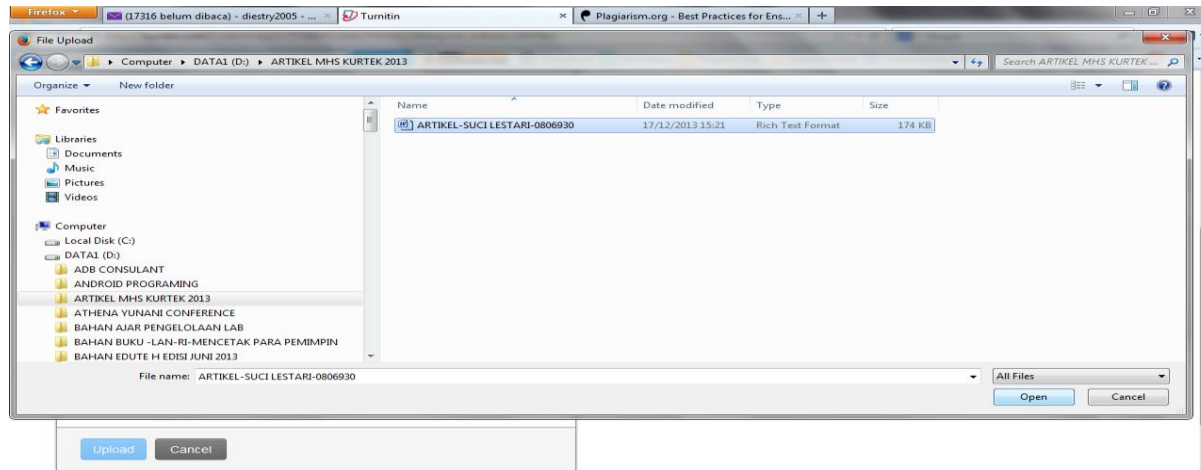 Firefox
(17316 belum dibaca) - diestry2005 - ...
Turnitin
Plagiarism.org - Best Practices for Ens...
File Upload
Computer
DATA1 (D:)
ARTIKEL MHS KURTEK 2013
Search ARTIKEL MHS KURTEK ...
Organize
New folder
Favorites
Libraries
Documents
Music
Pictures
Videos
Computer
Local Disk (C:)
DATA1 (D:)
ADB CONSULANT
ANDROID PROGRAMING
ARTIKEL MHS KURTEK 2013
ATHENA YUNANI CONFERENCE
BAHAN AJAR PENGELOLAAN LAB
BAHAN BUKU -LAN-RI-MENCETAK PARA PEMIMPIN
BAHAN EDUTE H EDISI JUNI 2013
Name Date modified Type Size
ARTIKEL-SUCI LESTARI-0806930 17/12/2013 15:21 Rich Text Format 174 KB
File name: ARTIKEL-SUCI LESTARI-0806930
All Files
Open
Cancel
Upload
Cancel